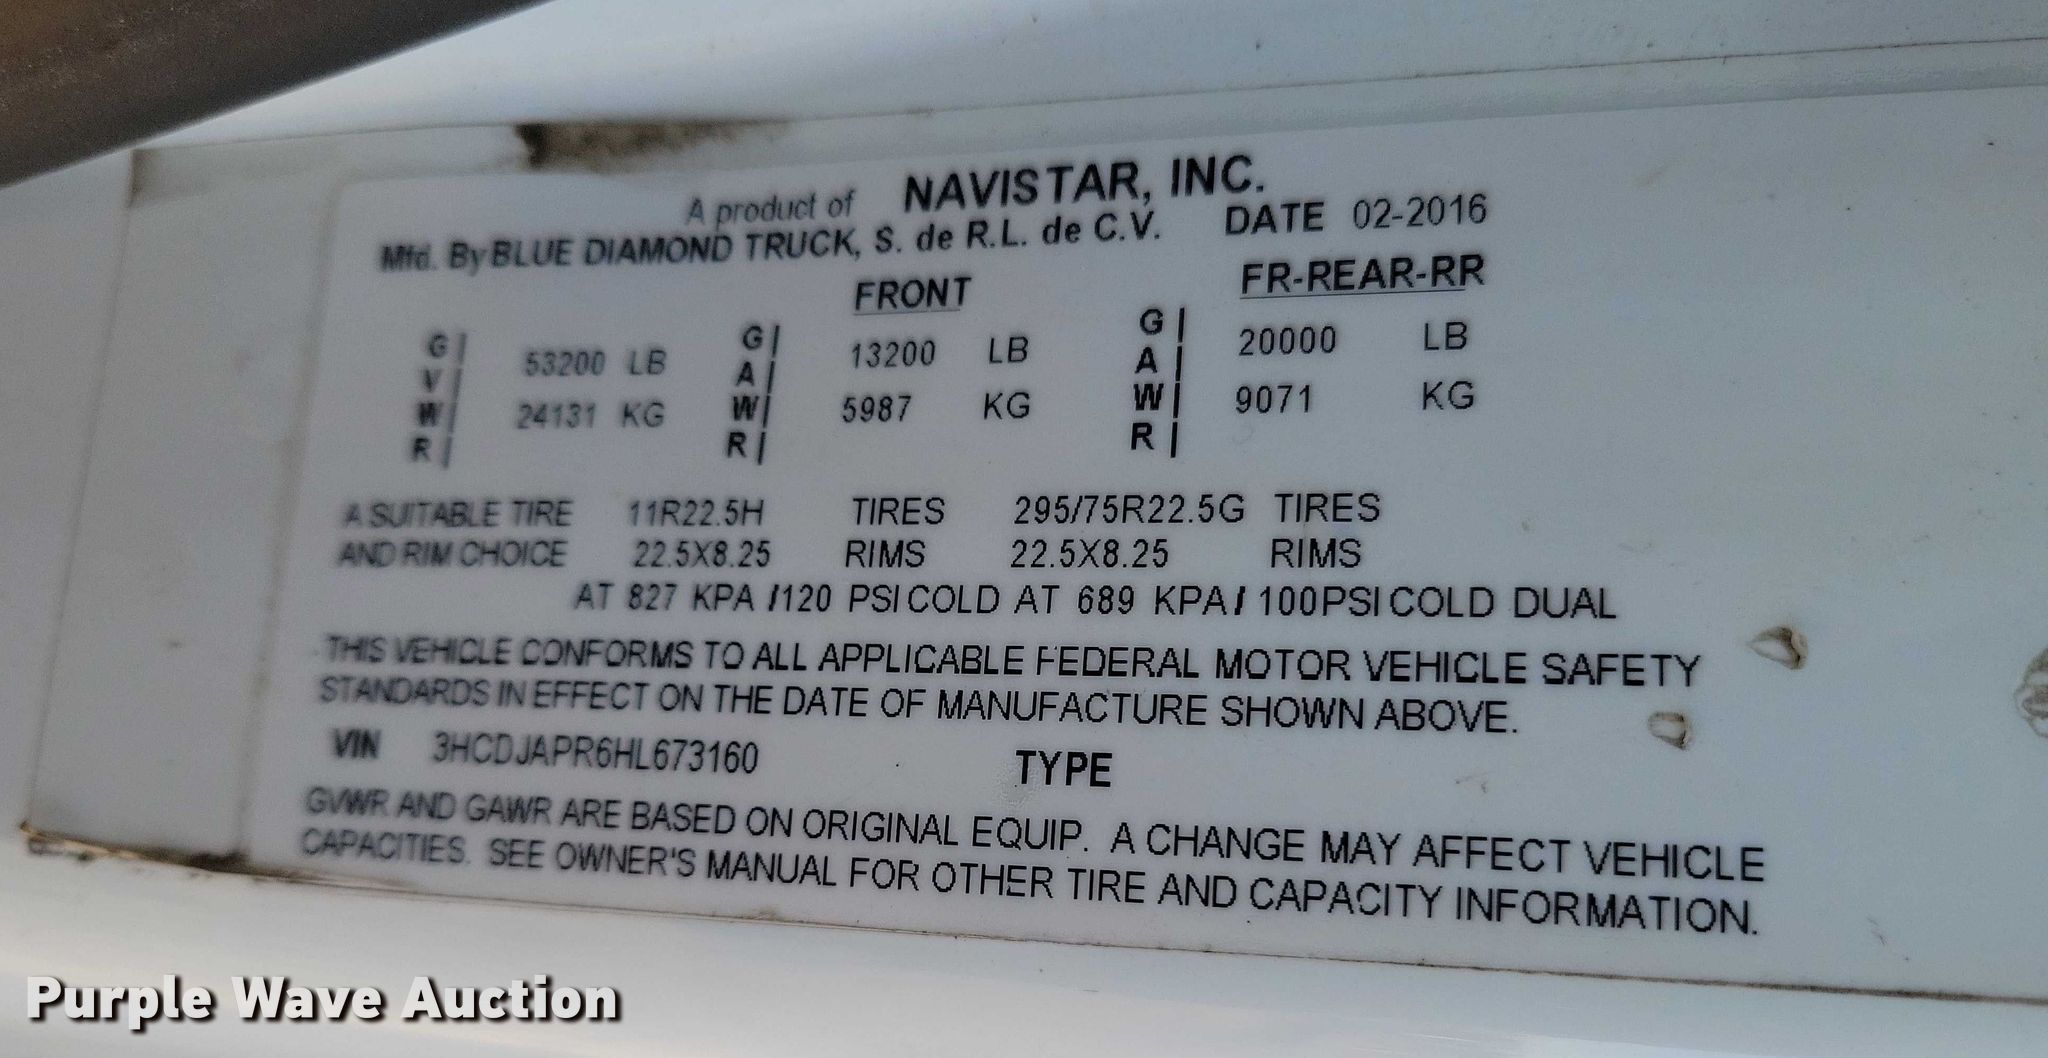 A product of NAVISTAR, INC.
Mfd. By BLUE DIAMOND TRUCK, S. de R.L. de C.V. DATE 02-2016
FRONT FR-REAR-RR
G V W R 53200 LB 24131 KG
G A W R 13200 LB 5987 KG
G A W R 20000 LB 9071 KG
A SUITABLE TIRE 11R22.5H TIRES 295/75R22.5G TIRES
AND RIM CHOICE 22.5X8.25 RIMS 22.5X8.25 RIMS
AT 827 KPA /120 PSI COLD AT 689 KPA/ 100PSI COLD DUAL
THIS VEHICLE CONFORMS TO ALL APPLICABLE FEDERAL MOTOR VEHICLE SAFETY
STANDARDS IN EFFECT ON THE DATE OF MANUFACTURE SHOWN ABOVE.
VIN 3HCDJAPR6HL673160 TYPE
GVWR AND GAWR ARE BASED ON ORIGINAL EQUIP. A CHANGE MAY AFFECT VEHICLE
CAPACITIES. SEE OWNER'S MANUAL FOR OTHER TIRE AND CAPACITY INFORMATION.
Purple Wave Auction